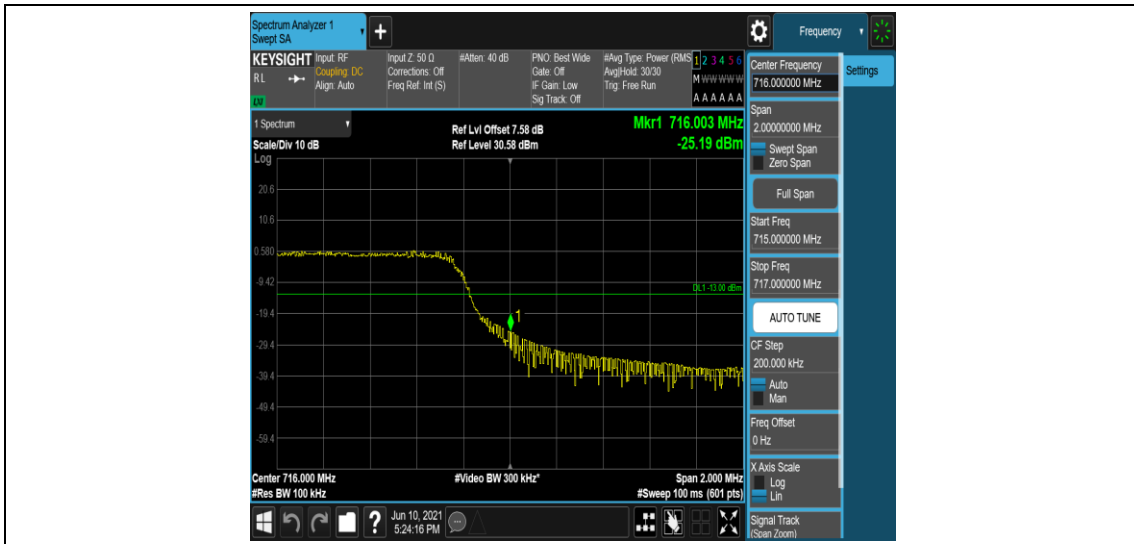 Spectrum Analyzer 1
Swept SA
+
Frequency
KEYSIGHT
RL
LXI
Input: RF
Coupling: DC
Align: Auto
Input Z: 50 Ω
Corrections: Off
Freq Ref: Int (S)
#Atten: 40 dB
PNO: Best Wide
Gate: Off
IF Gain: Low
Sig Track: Off
#Avg Type: Power (RMS
Avg|Hold: 30/30
Trig: Free Run
1 2 3 4 5 6
M W W W W W
A A A A A A
1 Spectrum
Scale/Div 10 dB
Log
Ref Lvl Offset 7.58 dB
Ref Level 30.58 dBm
Mkr1 716.003 MHz
-25.19 dBm
20.6
10.6
0.580
-9.42
-19.4
-29.4
-39.4
-49.4
-59.4
DL1 -13.00 dBm
1
Center 716.000 MHz
#Res BW 100 kHz
#Video BW 300 kHz*
Span 2.000 MHz
#Sweep 100 ms (601 pts)
Center Frequency
716.000000 MHz
Settings
Span
2.00000000 MHz
Swept Span
Zero Span
Full Span
Start Freq
715.000000 MHz
Stop Freq
717.000000 MHz
AUTO TUNE
CF Step
200.000 kHz
Auto
Man
Freq Offset
0 Hz
X Axis Scale
Log
Lin
Signal Track
(Span Zoom)
?
Jun 10, 2021
5:24:16 PM